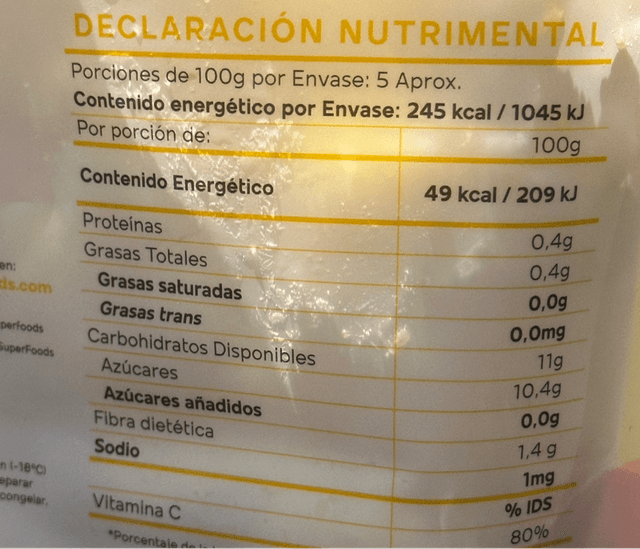 DECLARACIÓN NUTRIMENTAL
Porciones de 100g por Envase: 5 Aprox.
Contenido energético por Envase: 245 kcal / 1045 kJ
Por porción de: 100g
Contenido Energético 49 kcal / 209 kJ
Proteínas 0,4g
Grasas Totales 0,4g
Grasas saturadas 0,0g
Grasas trans 0,0mg
Carbohidratos Disponibles 11g
Azúcares 10,4g
Azúcares añadidos 0,0g
Fibra dietética 1,4 g
Sodio 1mg
% IDS
Vitamina C 80%
*Porcentaje
en:
ds.com
perfoods
SuperFoods
n (-18°C)
eparar
congelar.